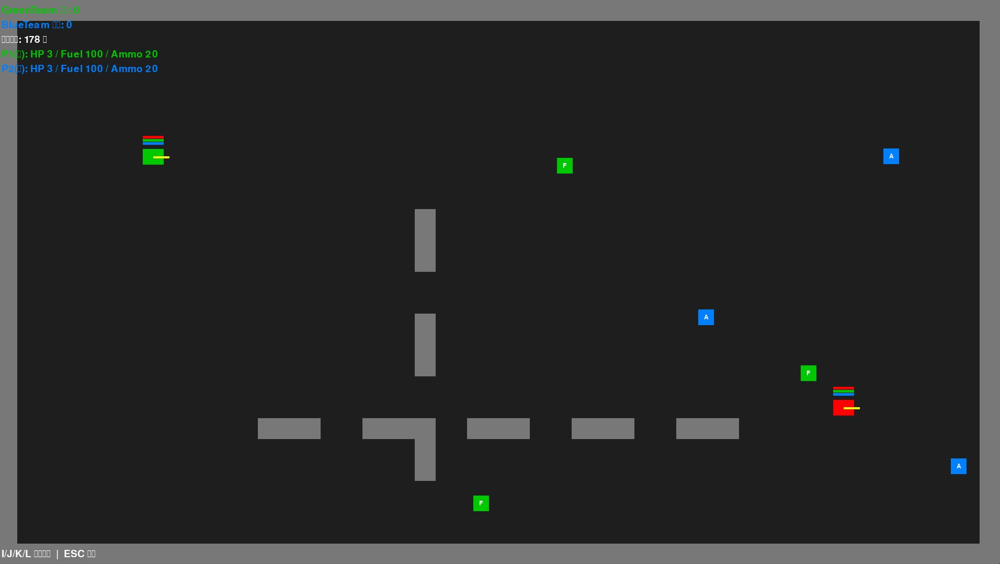 GreenTeam : 0
BlueTeam : 0
: 178
P1(): HP 3 / Fuel 100 / Ammo 20
P2(): HP 3 / Fuel 100 / Ammo 20
A
F
A
F
A
F
I/J/K/L | ESC